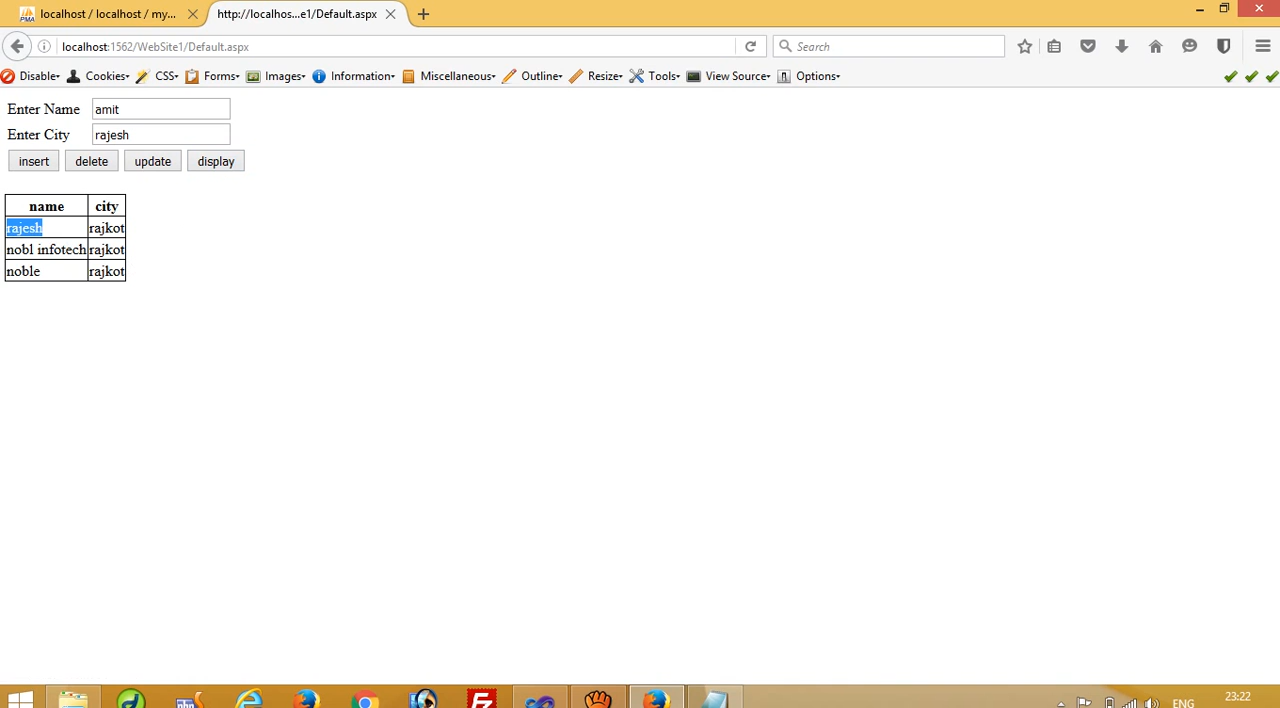 localhost / localhost / my...
http://localhos...e1/Default.aspx
localhost:1562/WebSite1/Default.aspx
Search
Disable Cookies CSS Forms Images Information Miscellaneous Outline Resize Tools View Source Options
Enter Name amit
Enter City rajesh
insert delete update display
name city
rajesh rajkot
nobl infotech rajkot
noble rajkot
ENG 23:22